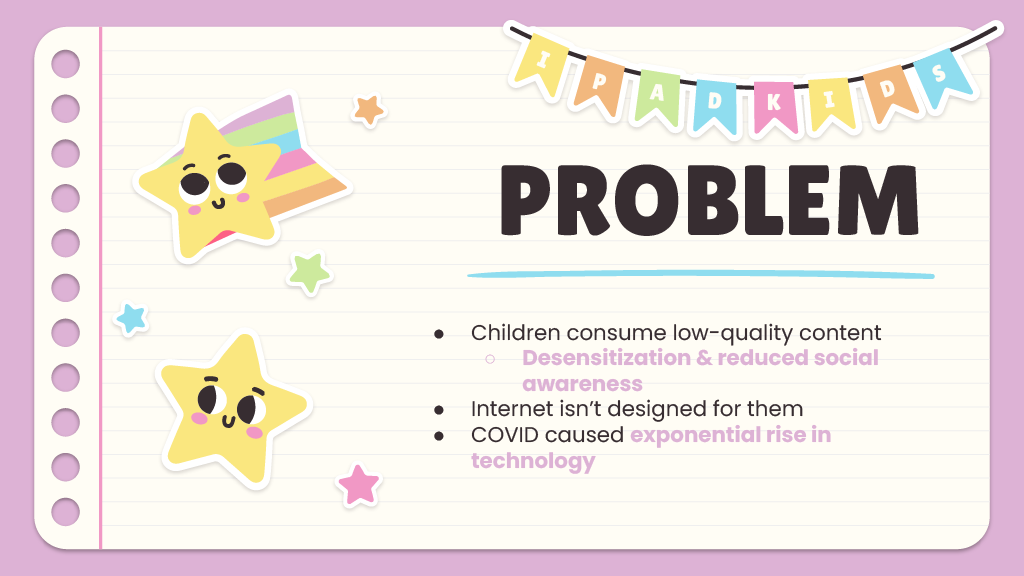 IPADKIDS
PROBLEM
● Children consume low-quality content
○ Desensitization & reduced social
awareness
● Internet isn’t designed for them
● COVID caused exponential rise in
technology